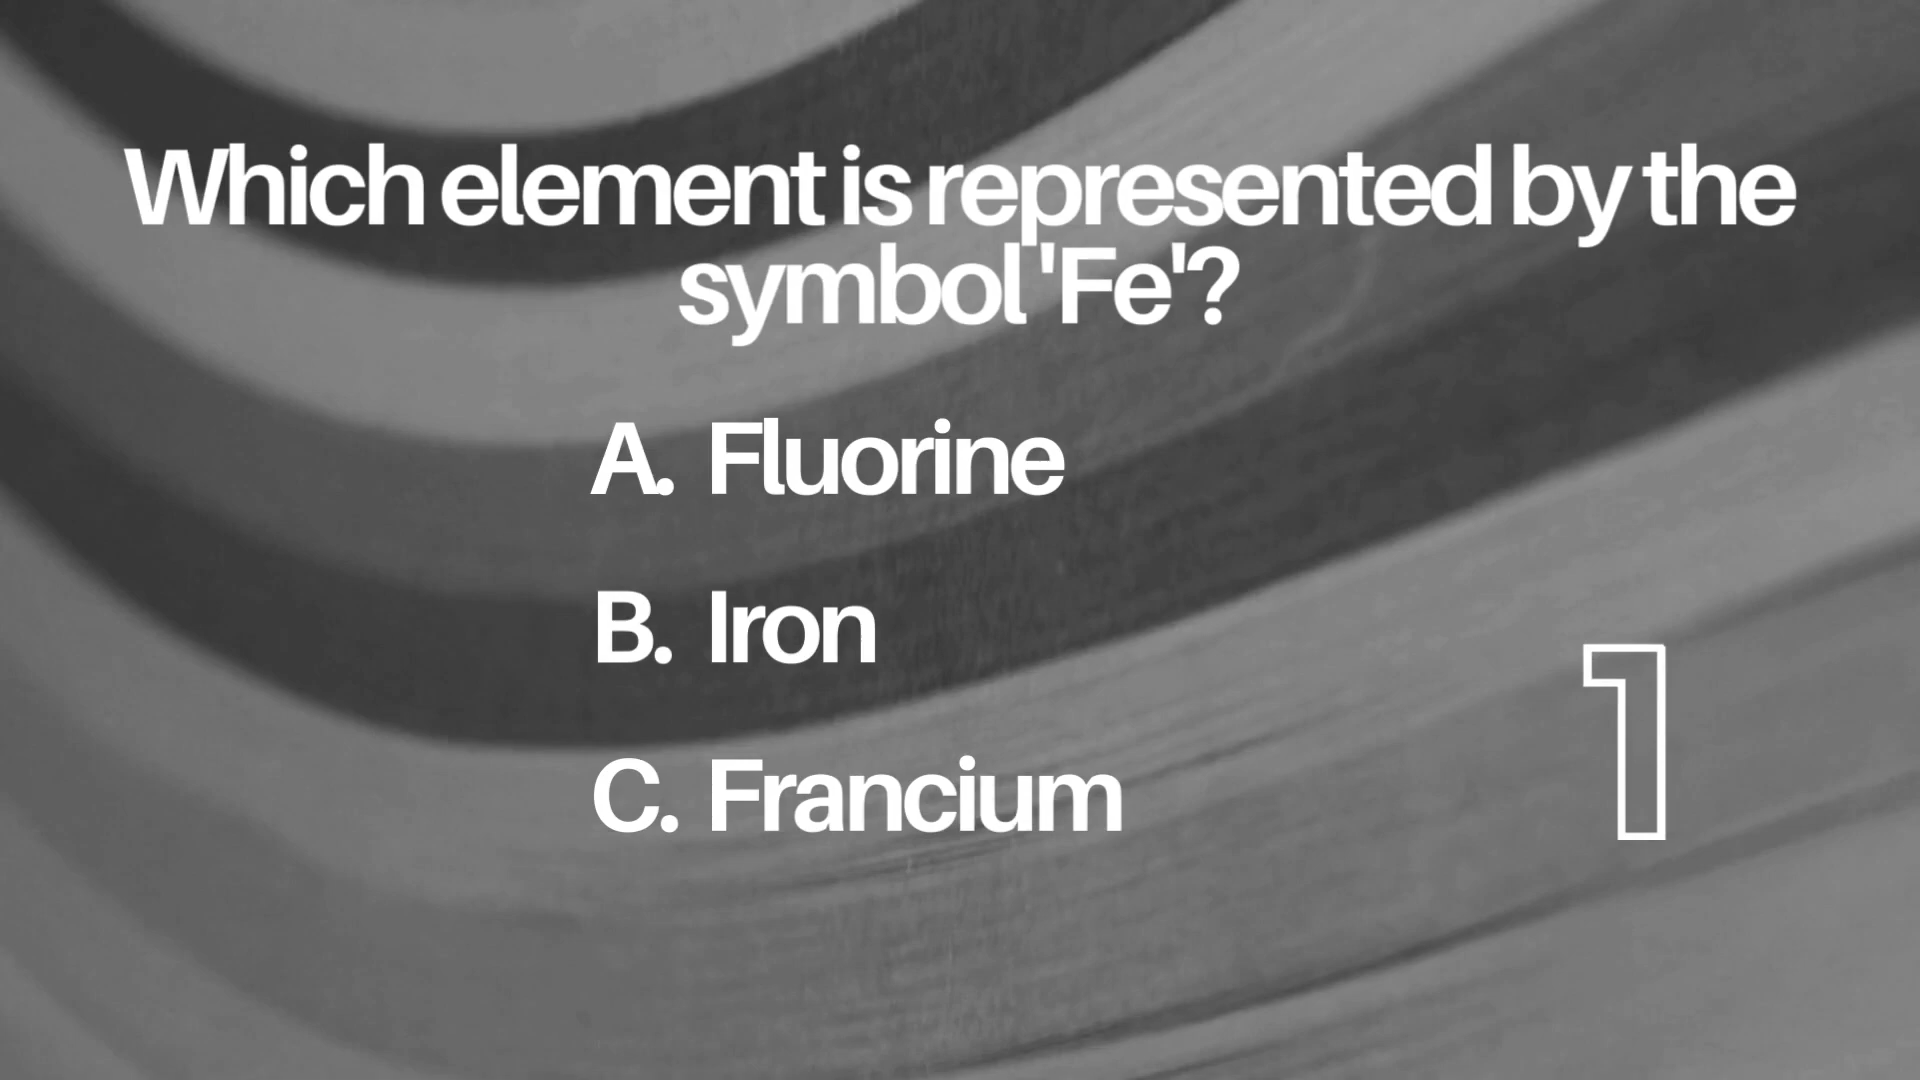 Which element is represented by the
symbol 'Fe'?
A. Fluorine
B. Iron
C. Francium
1